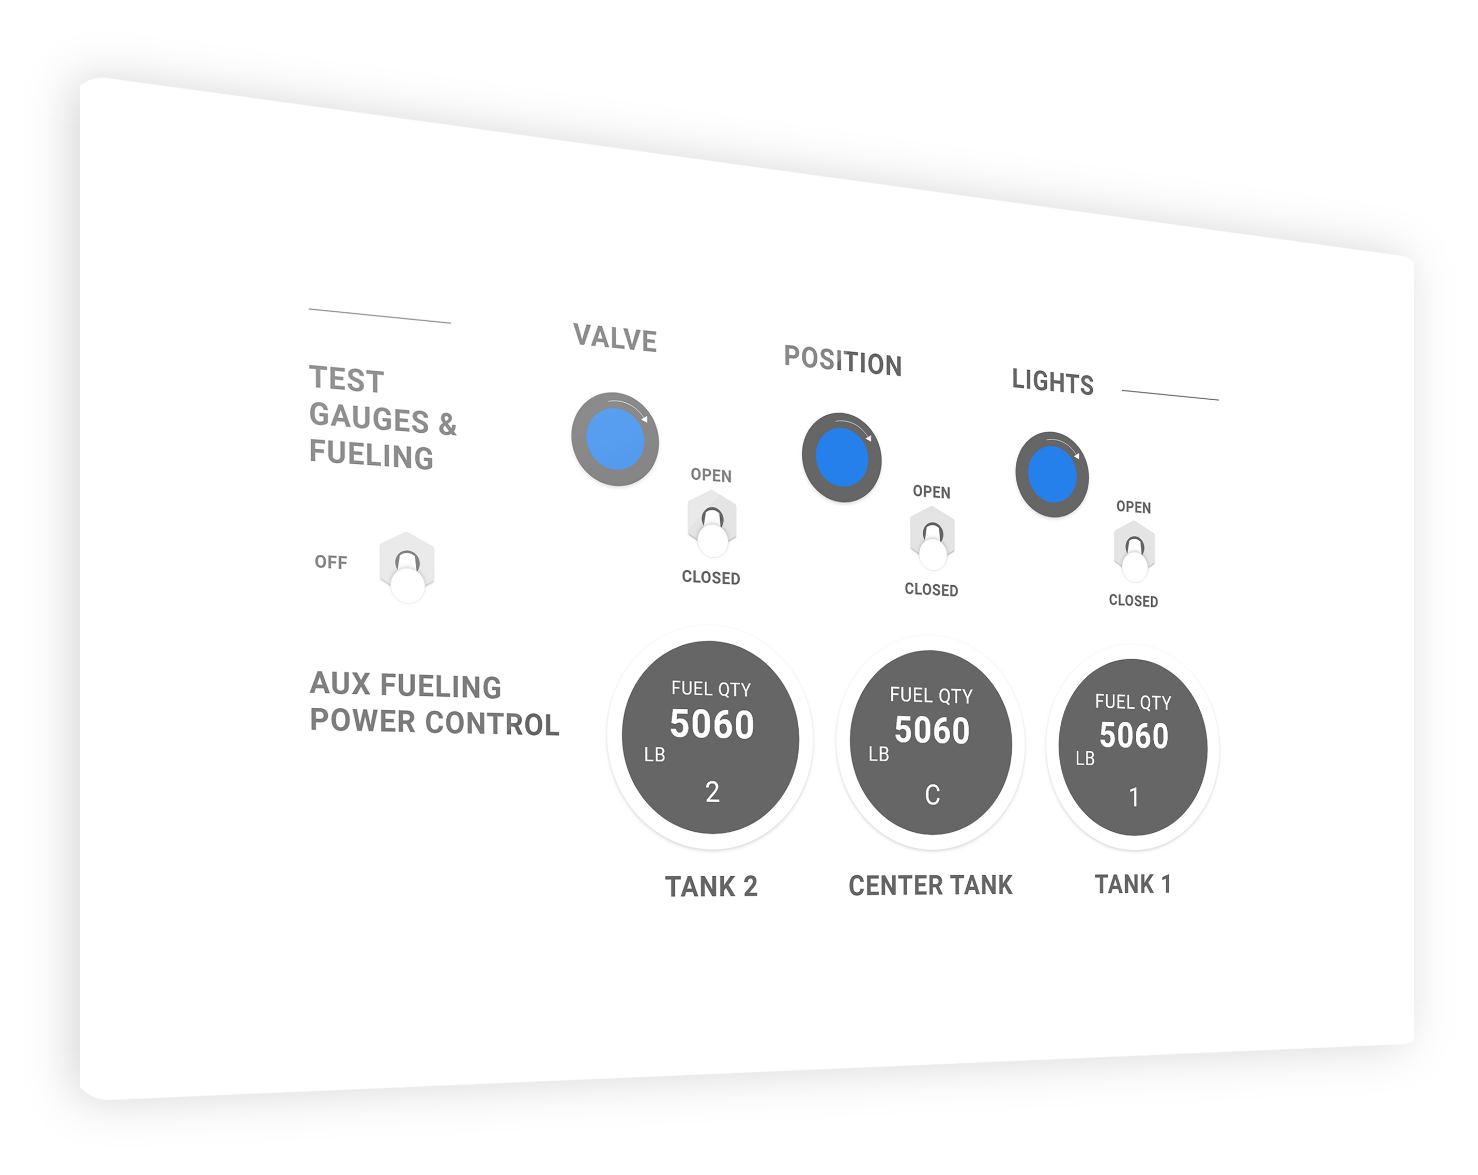 VALVE
POSITION
LIGHTS
TEST
GAUGES &
FUELING
OPEN
OPEN
OPEN
OFF
CLOSED
CLOSED
CLOSED
AUX FUELING
POWER CONTROL
FUEL QTY
5060
LB
2
FUEL QTY
5060
LB
C
FUEL QTY
5060
LB
1
TANK 2
CENTER TANK
TANK 1